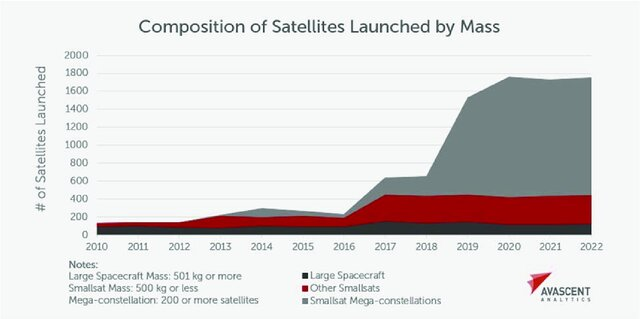 Composition of Satellites Launched by Mass
# of Satellites Launched
2000
1800
1600
1400
1200
1000
800
600
400
200
0
2010 2011 2012 2013 2014 2015 2016 2017 2018 2019 2020 2021 2022
Notes:
Large Spacecraft Mass: 501 kg or more
Smallsat Mass: 500 kg or less
Mega-constellation: 200 or more satellites
Large Spacecraft
Other Smallsats
Smallsat Mega-constellations
AVASCENT
ANALYTICS